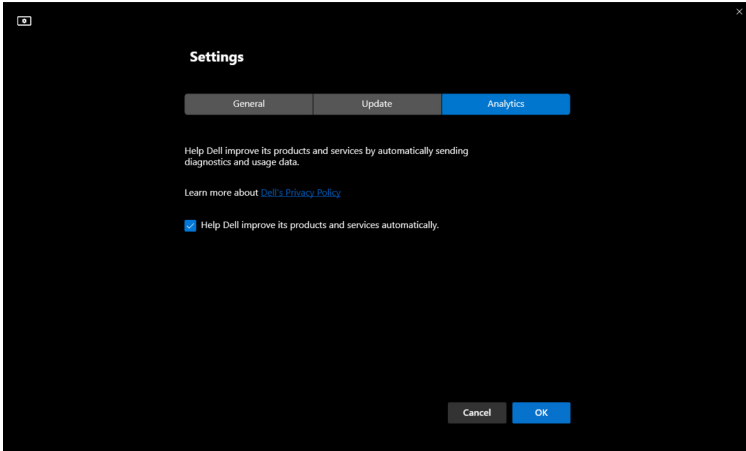 Settings
General
Update
Analytics
Help Dell improve its products and services by automatically sending
diagnostics and usage data.
Learn more about Dell's Privacy Policy
Help Dell improve its products and services automatically.
Cancel
OK